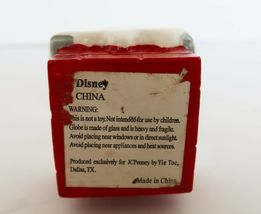 Disney
CHINA
WARNING:
This is not a toy. Not intended for use by children.
Globe is made of glass and is heavy and fragile.
Avoid placing near windows or in direct sunlight.
Avoid placing near appliances and heat sources.
Produced exclusively for JCPenney by Tie Toc,
Dallas, TX.
Made in China